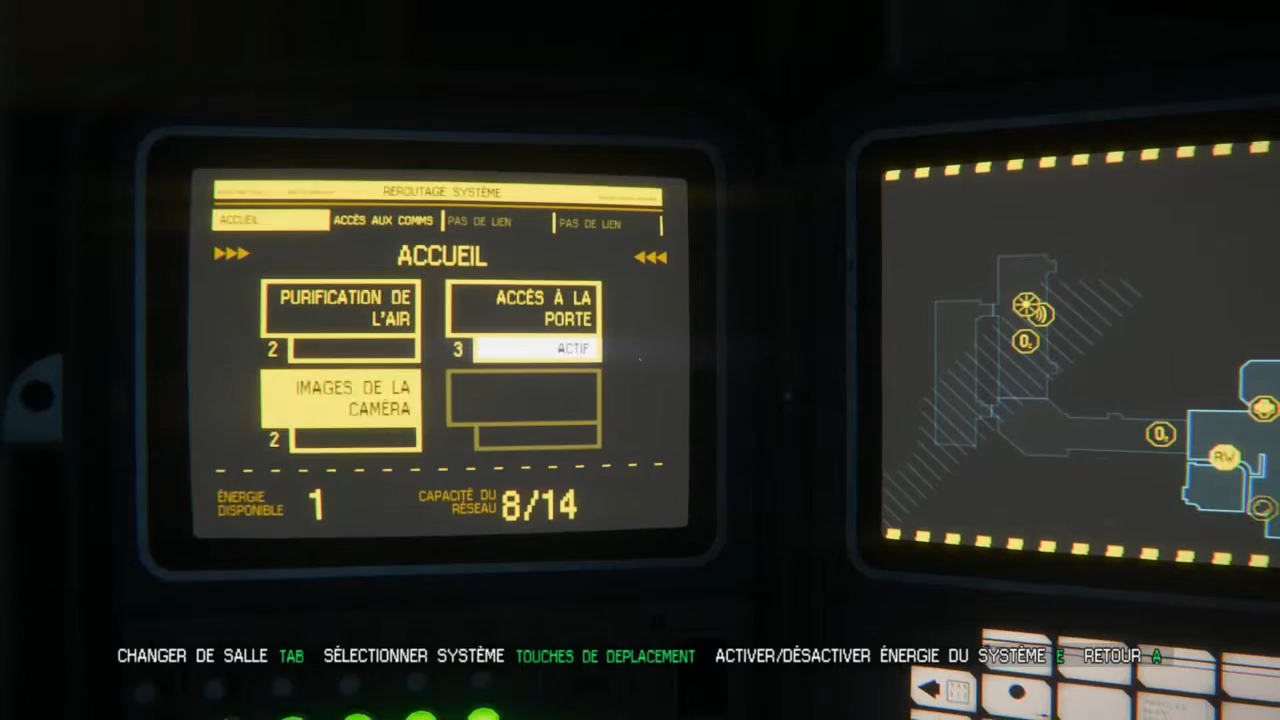 REROUTAGE SYSTÈME
ACCUEIL
ACCÈS AUX COMMS
PAS DE LIEN
PAS DE LIEN
ACCUEIL
PURIFICATION DE
L'AIR
2
ACCÈS À LA
PORTE
3
ACTIF
IMAGES DE LA
CAMÉRA
2
ÉNERGIE
DISPONIBLE
1
CAPACITÉ DU
RÉSEAU
8/14
O₂
O₂
RW
CHANGER DE SALLE TAB SÉLECTIONNER SYSTÈME TOUCHES DE DEPLACEMENT ACTIVER/DÉSACTIVER ÉNERGIE DU SYSTÈME E RETOUR A